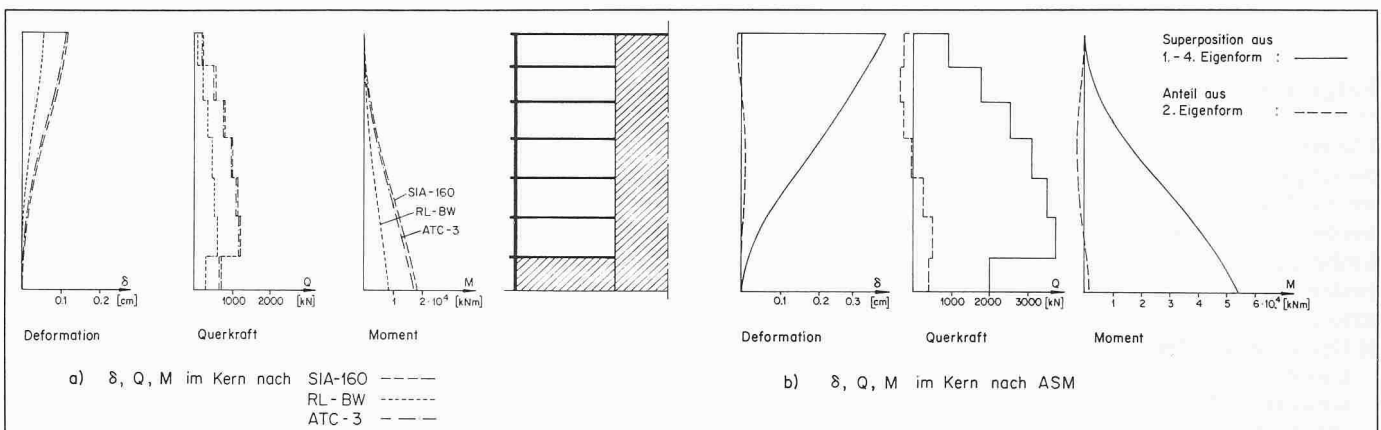 SIA-160
RL-BW
ATC-3
δ
0.1 0.2 [cm]
Deformation
Q
1000 2000 [kN]
Querkraft
M
1 2·10⁴ [kNm]
Moment
a) δ, Q, M im Kern nach SIA-160
RL-BW
ATC-3
δ
0.1 0.2 0.3 [cm]
Deformation
Q
1000 2000 3000 [kN]
Querkraft
Superposition aus
1.-4. Eigenform :
Anteil aus
2. Eigenform :
M
1 2 3 4 5 6·10⁴ [kNm]
Moment
b) δ, Q, M im Kern nach ASM